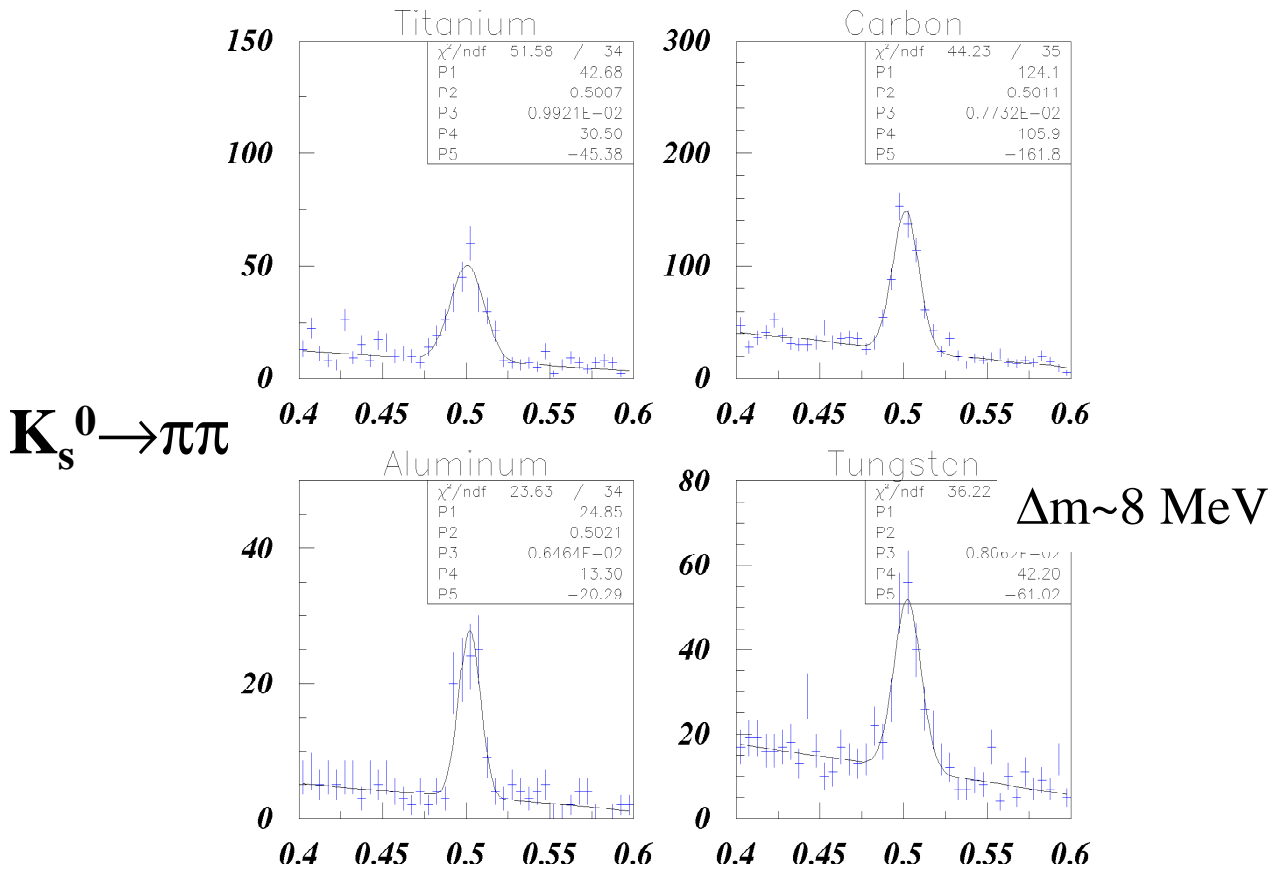 Titanium
150
100
50
0
χ²/ndf 51.58 / 34
P1 42.68
P2 0.5007
P3 0.9921E-02
P4 30.50
P5 -45.38
0.4 0.45 0.5 0.55 0.6
Carbon
300
200
100
0
χ²/ndf 44.23 / 35
P1 124.1
P2 0.5011
P3 0.7732E-02
P4 105.9
P5 -161.8
0.4 0.45 0.5 0.55 0.6
K_s^0→ππ
Aluminum
40
20
0
χ²/ndf 23.63 / 34
P1 24.85
P2 0.5021
P3 0.6464E-02
P4 13.30
P5 -20.29
0.4 0.45 0.5 0.55 0.6
Tungsten
80
60
40
20
0
χ²/ndf 36.22
P1
P2
P3 0.8062E-02
P4 42.20
P5 -61.02
0.4 0.45 0.5 0.55 0.6
Δm~8 MeV